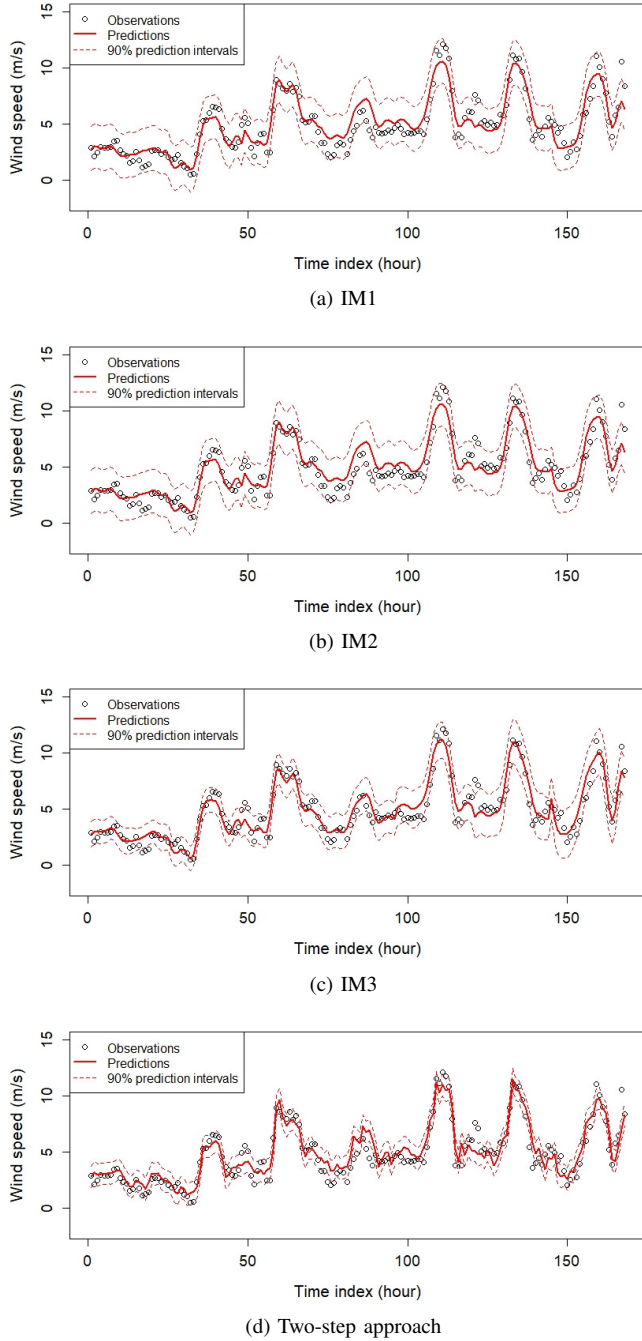 15
10
5
0
Wind speed (m/s)
Observations
Predictions
90% prediction intervals
0 50 100 150
Time index (hour)
(a) IM1
15
10
5
0
Wind speed (m/s)
Observations
Predictions
90% prediction intervals
0 50 100 150
Time index (hour)
(b) IM2
15
10
5
0
Wind speed (m/s)
Observations
Predictions
90% prediction intervals
0 50 100 150
Time index (hour)
(c) IM3
15
10
5
0
Wind speed (m/s)
Observations
Predictions
90% prediction intervals
0 50 100 150
Time index (hour)
(d) Two-step approach